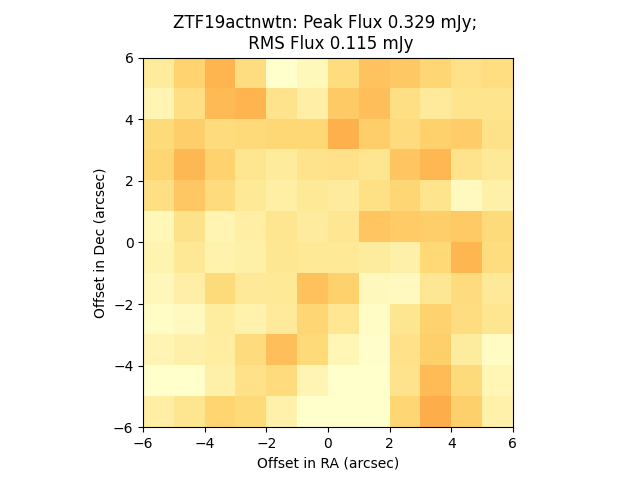 ZTF19actnwtn: Peak Flux 0.329 mJy;
RMS Flux 0.115 mJy
6
4
2
0
−2
−4
−6
Offset in Dec (arcsec)
−6 −4 −2 0 2 4 6
Offset in RA (arcsec)